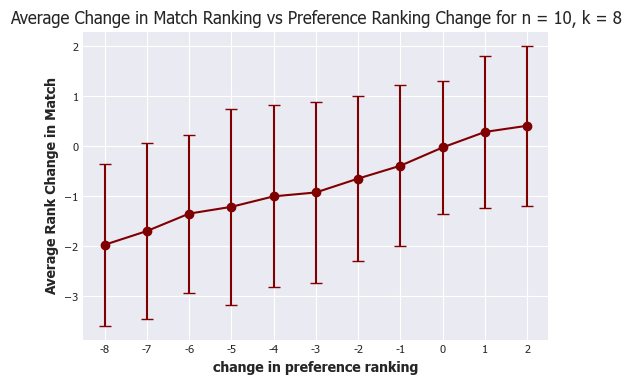 Average Change in Match Ranking vs Preference Ranking Change for n = 10, k = 8
Average Rank Change in Match
2
1
0
−1
−2
−3
-8 -7 -6 -5 -4 -3 -2 -1 0 1 2
change in preference ranking